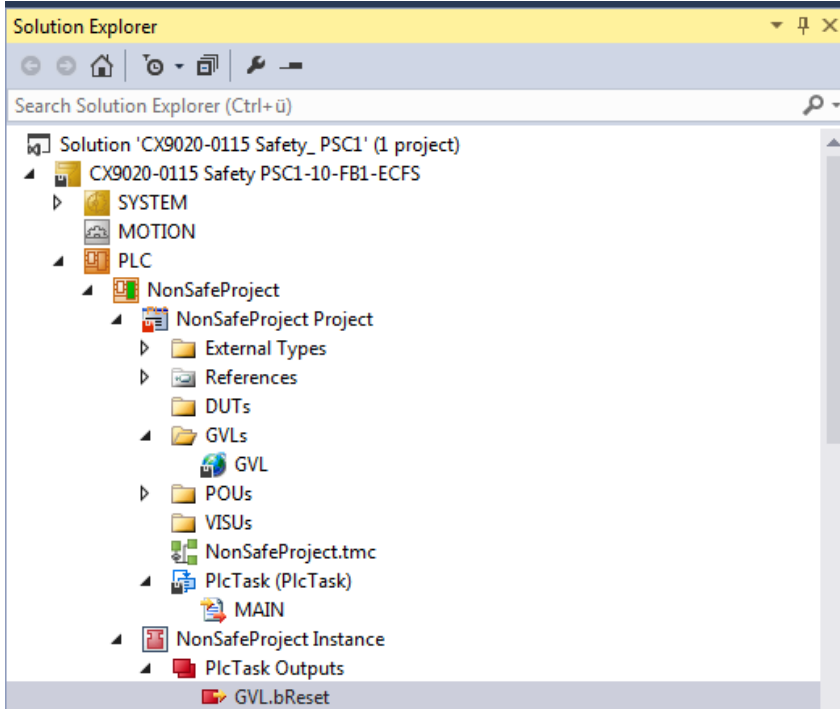 Solution Explorer
Search Solution Explorer (Ctrl+ü)
Solution 'CX9020-0115 Safety_ PSC1' (1 project)
CX9020-0115 Safety PSC1-10-FB1-ECFS
SYSTEM
MOTION
PLC
NonSafeProject
NonSafeProject Project
External Types
References
DUTs
GVLs
GVL
POUs
VISUs
NonSafeProject.tmc
PlcTask (PlcTask)
MAIN
NonSafeProject Instance
PlcTask Outputs
GVL.bReset